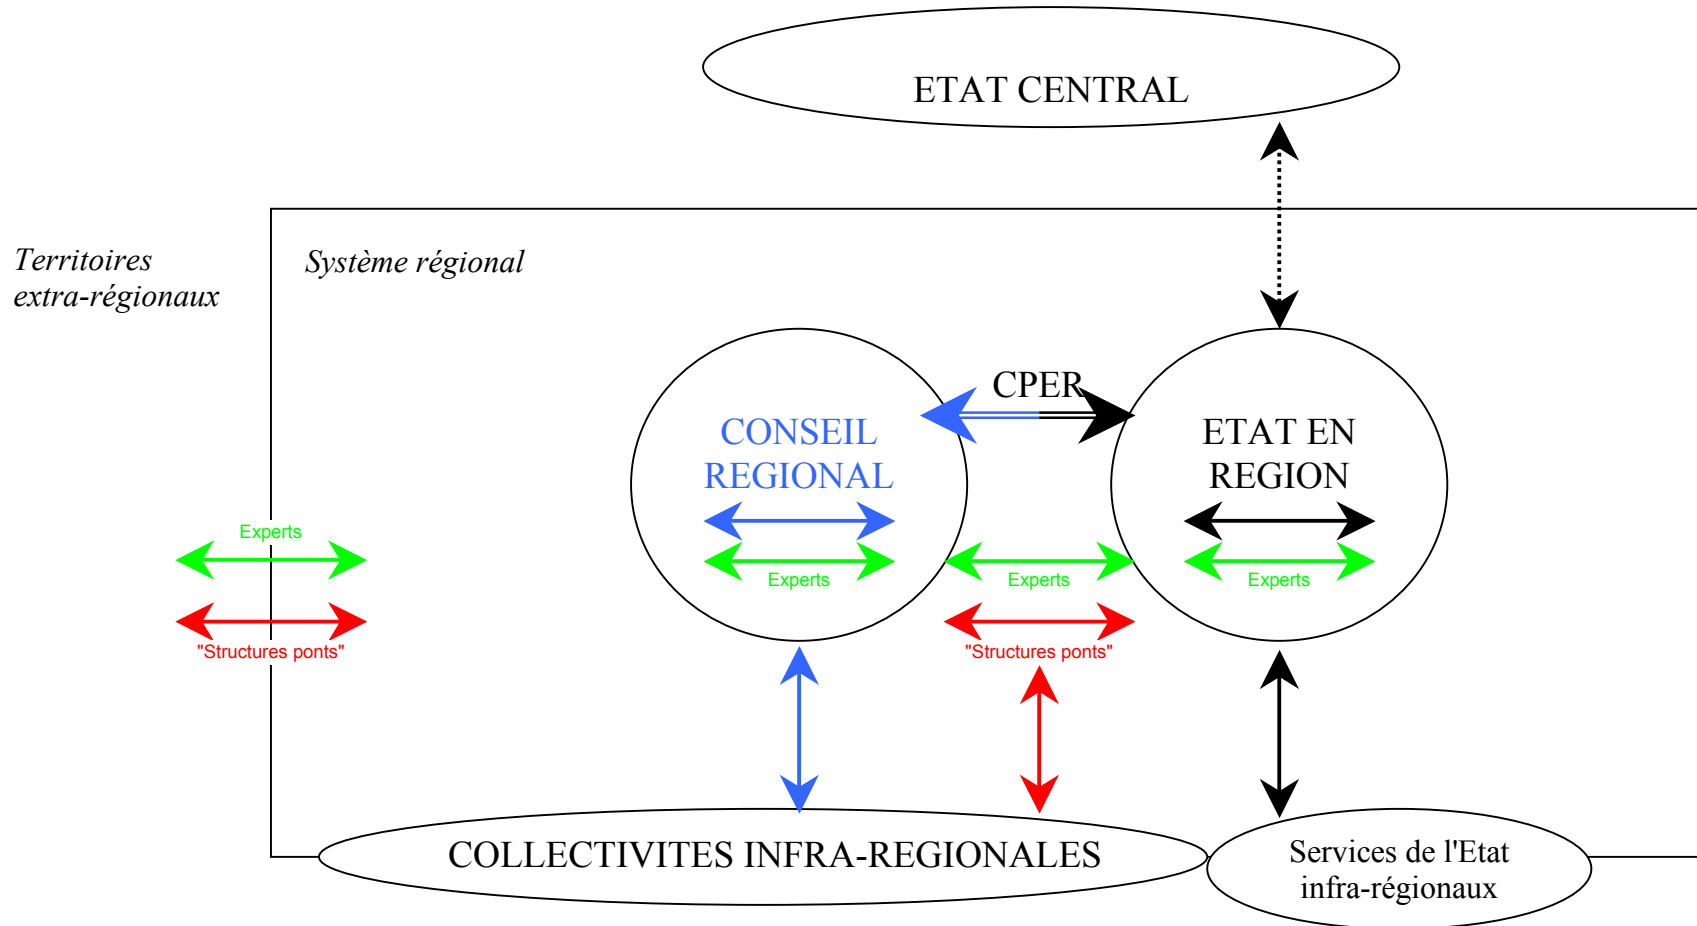 ETAT CENTRAL
Territoires
extra-régionaux
Système régional
CPER
CONSEIL
REGIONAL
ETAT EN
REGION
Experts
Experts
Experts
Experts
"Structures ponts"
"Structures ponts"
COLLECTIVITES INFRA-REGIONALES
Services de l'Etat
infra-régionaux